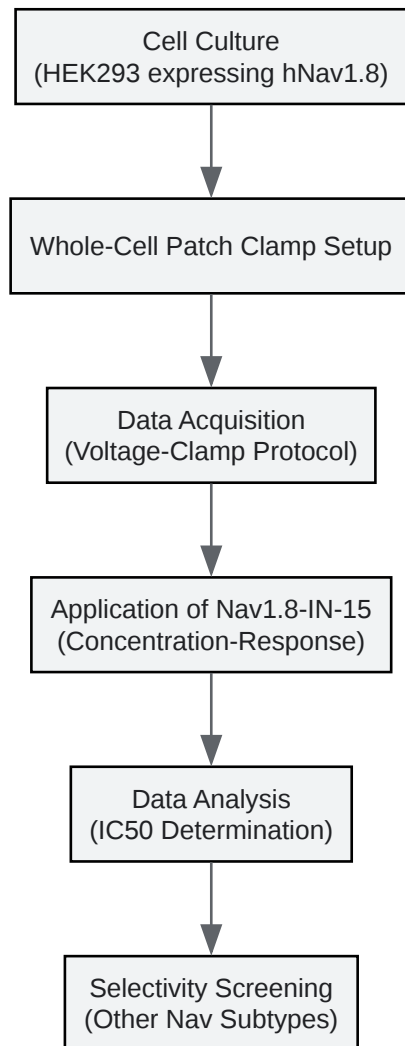 Cell Culture
(HEK293 expressing hNav1.8)
Whole-Cell Patch Clamp Setup
Data Acquisition
(Voltage-Clamp Protocol)
Application of Nav1.8-IN-15
(Concentration-Response)
Data Analysis
(IC50 Determination)
Selectivity Screening
(Other Nav Subtypes)